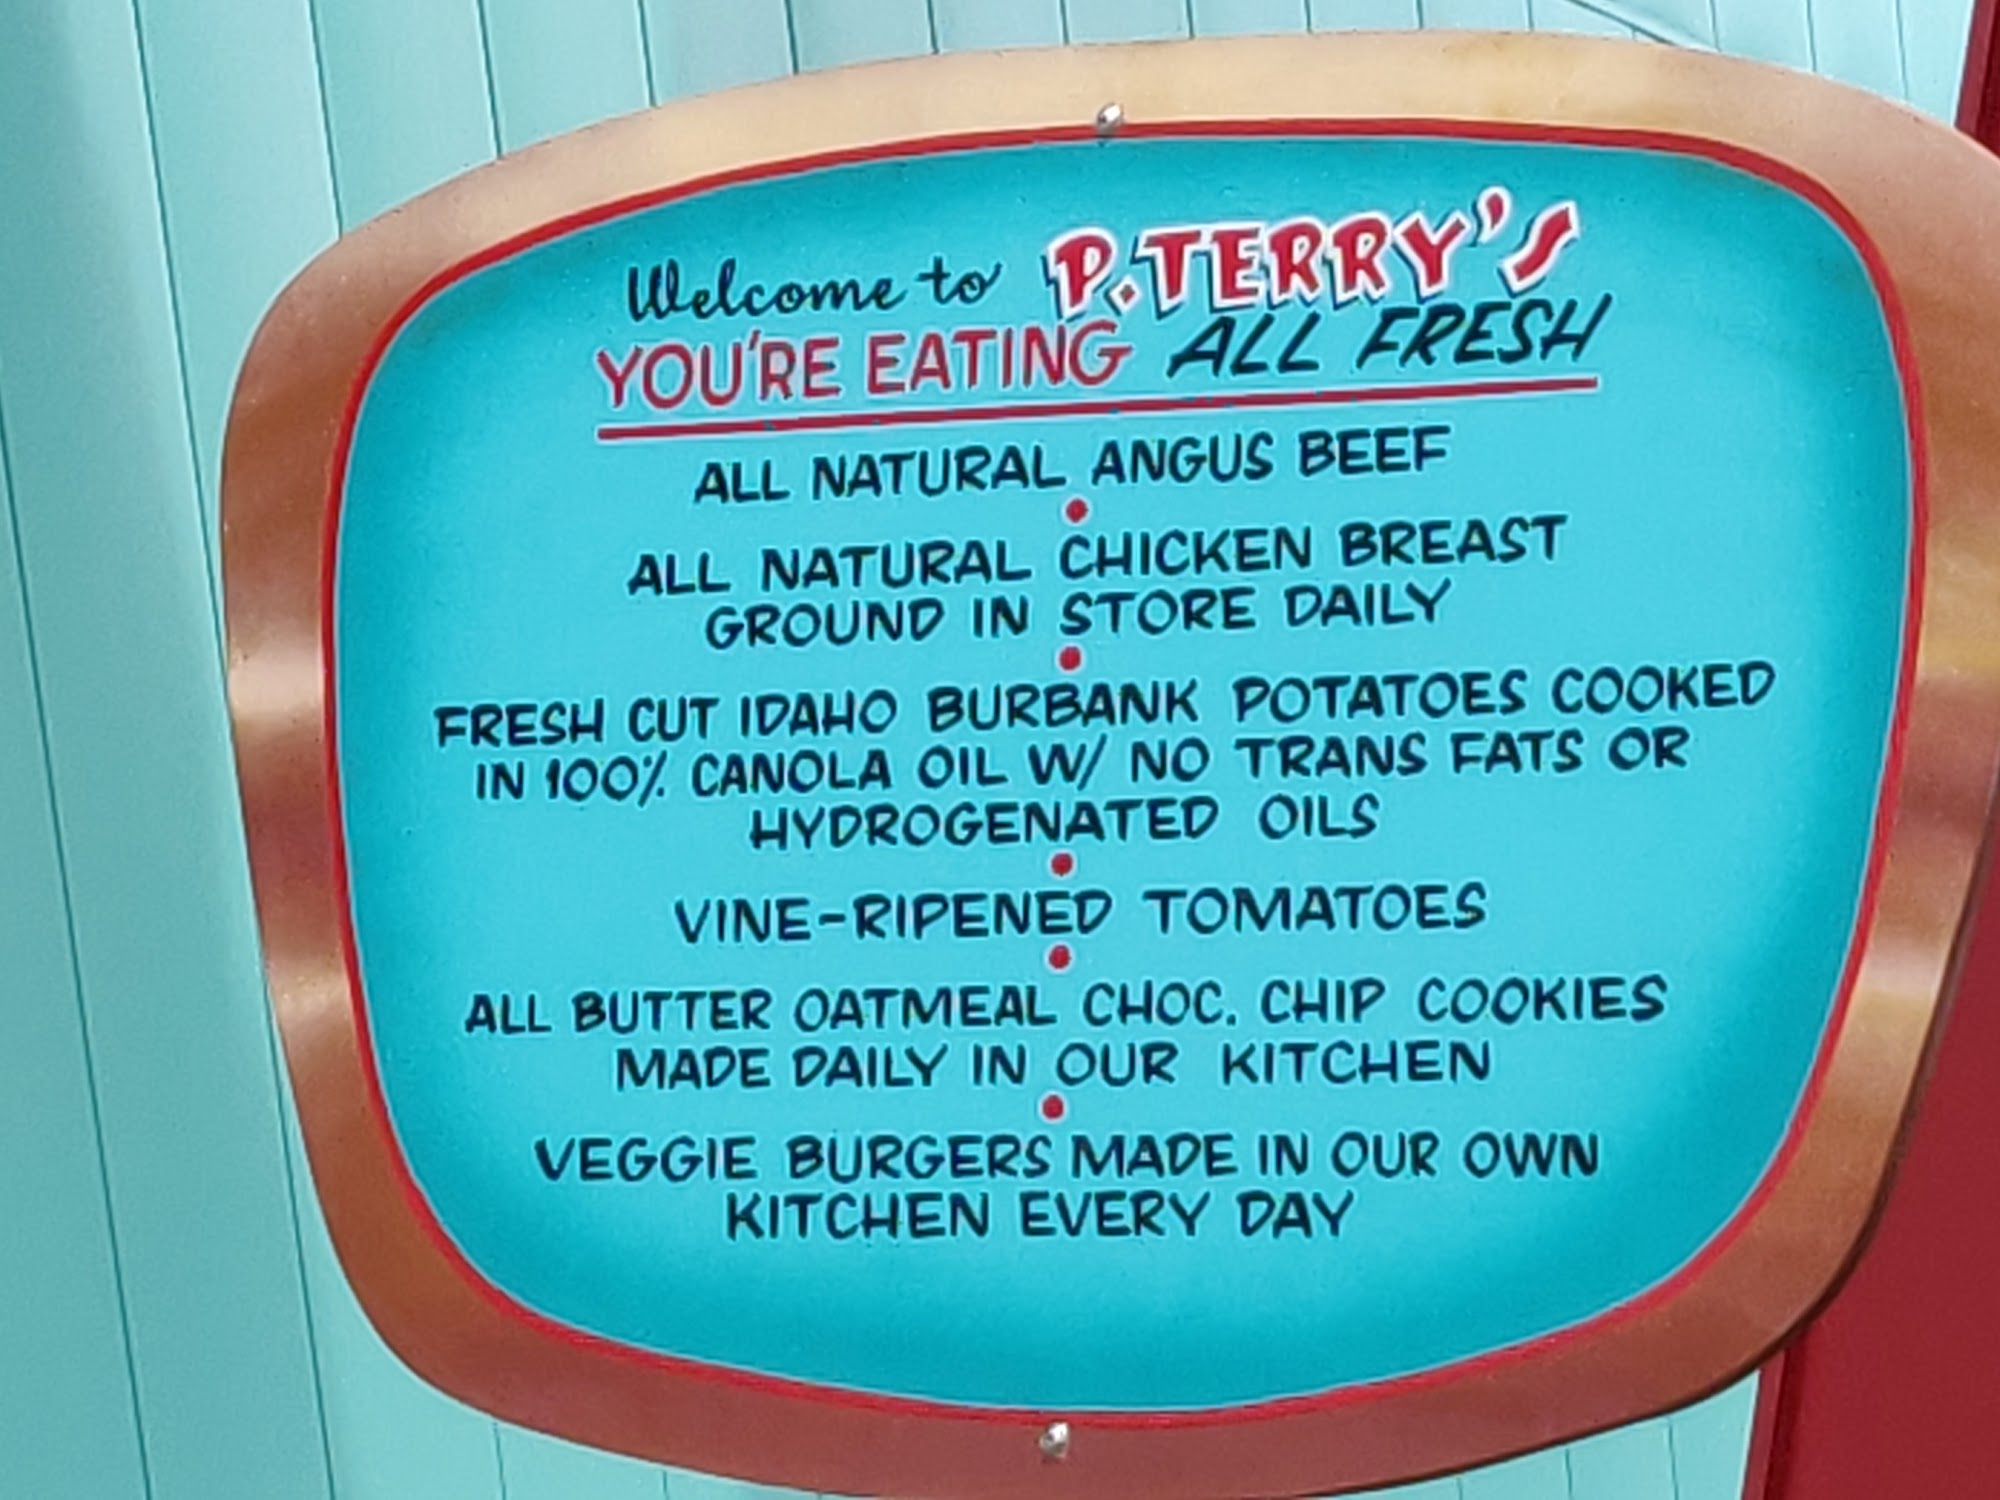 Welcome to P.TERRY'S
YOU'RE EATING ALL FRESH
ALL NATURAL ANGUS BEEF
ALL NATURAL CHICKEN BREAST
GROUND IN STORE DAILY
FRESH CUT IDAHO BURBANK POTATOES COOKED
IN 100% CANOLA OIL W/ NO TRANS FATS OR
HYDROGENATED OILS
VINE-RIPENED TOMATOES
ALL BUTTER OATMEAL CHOC. CHIP COOKIES
MADE DAILY IN OUR KITCHEN
VEGGIE BURGERS MADE IN OUR OWN
KITCHEN EVERY DAY